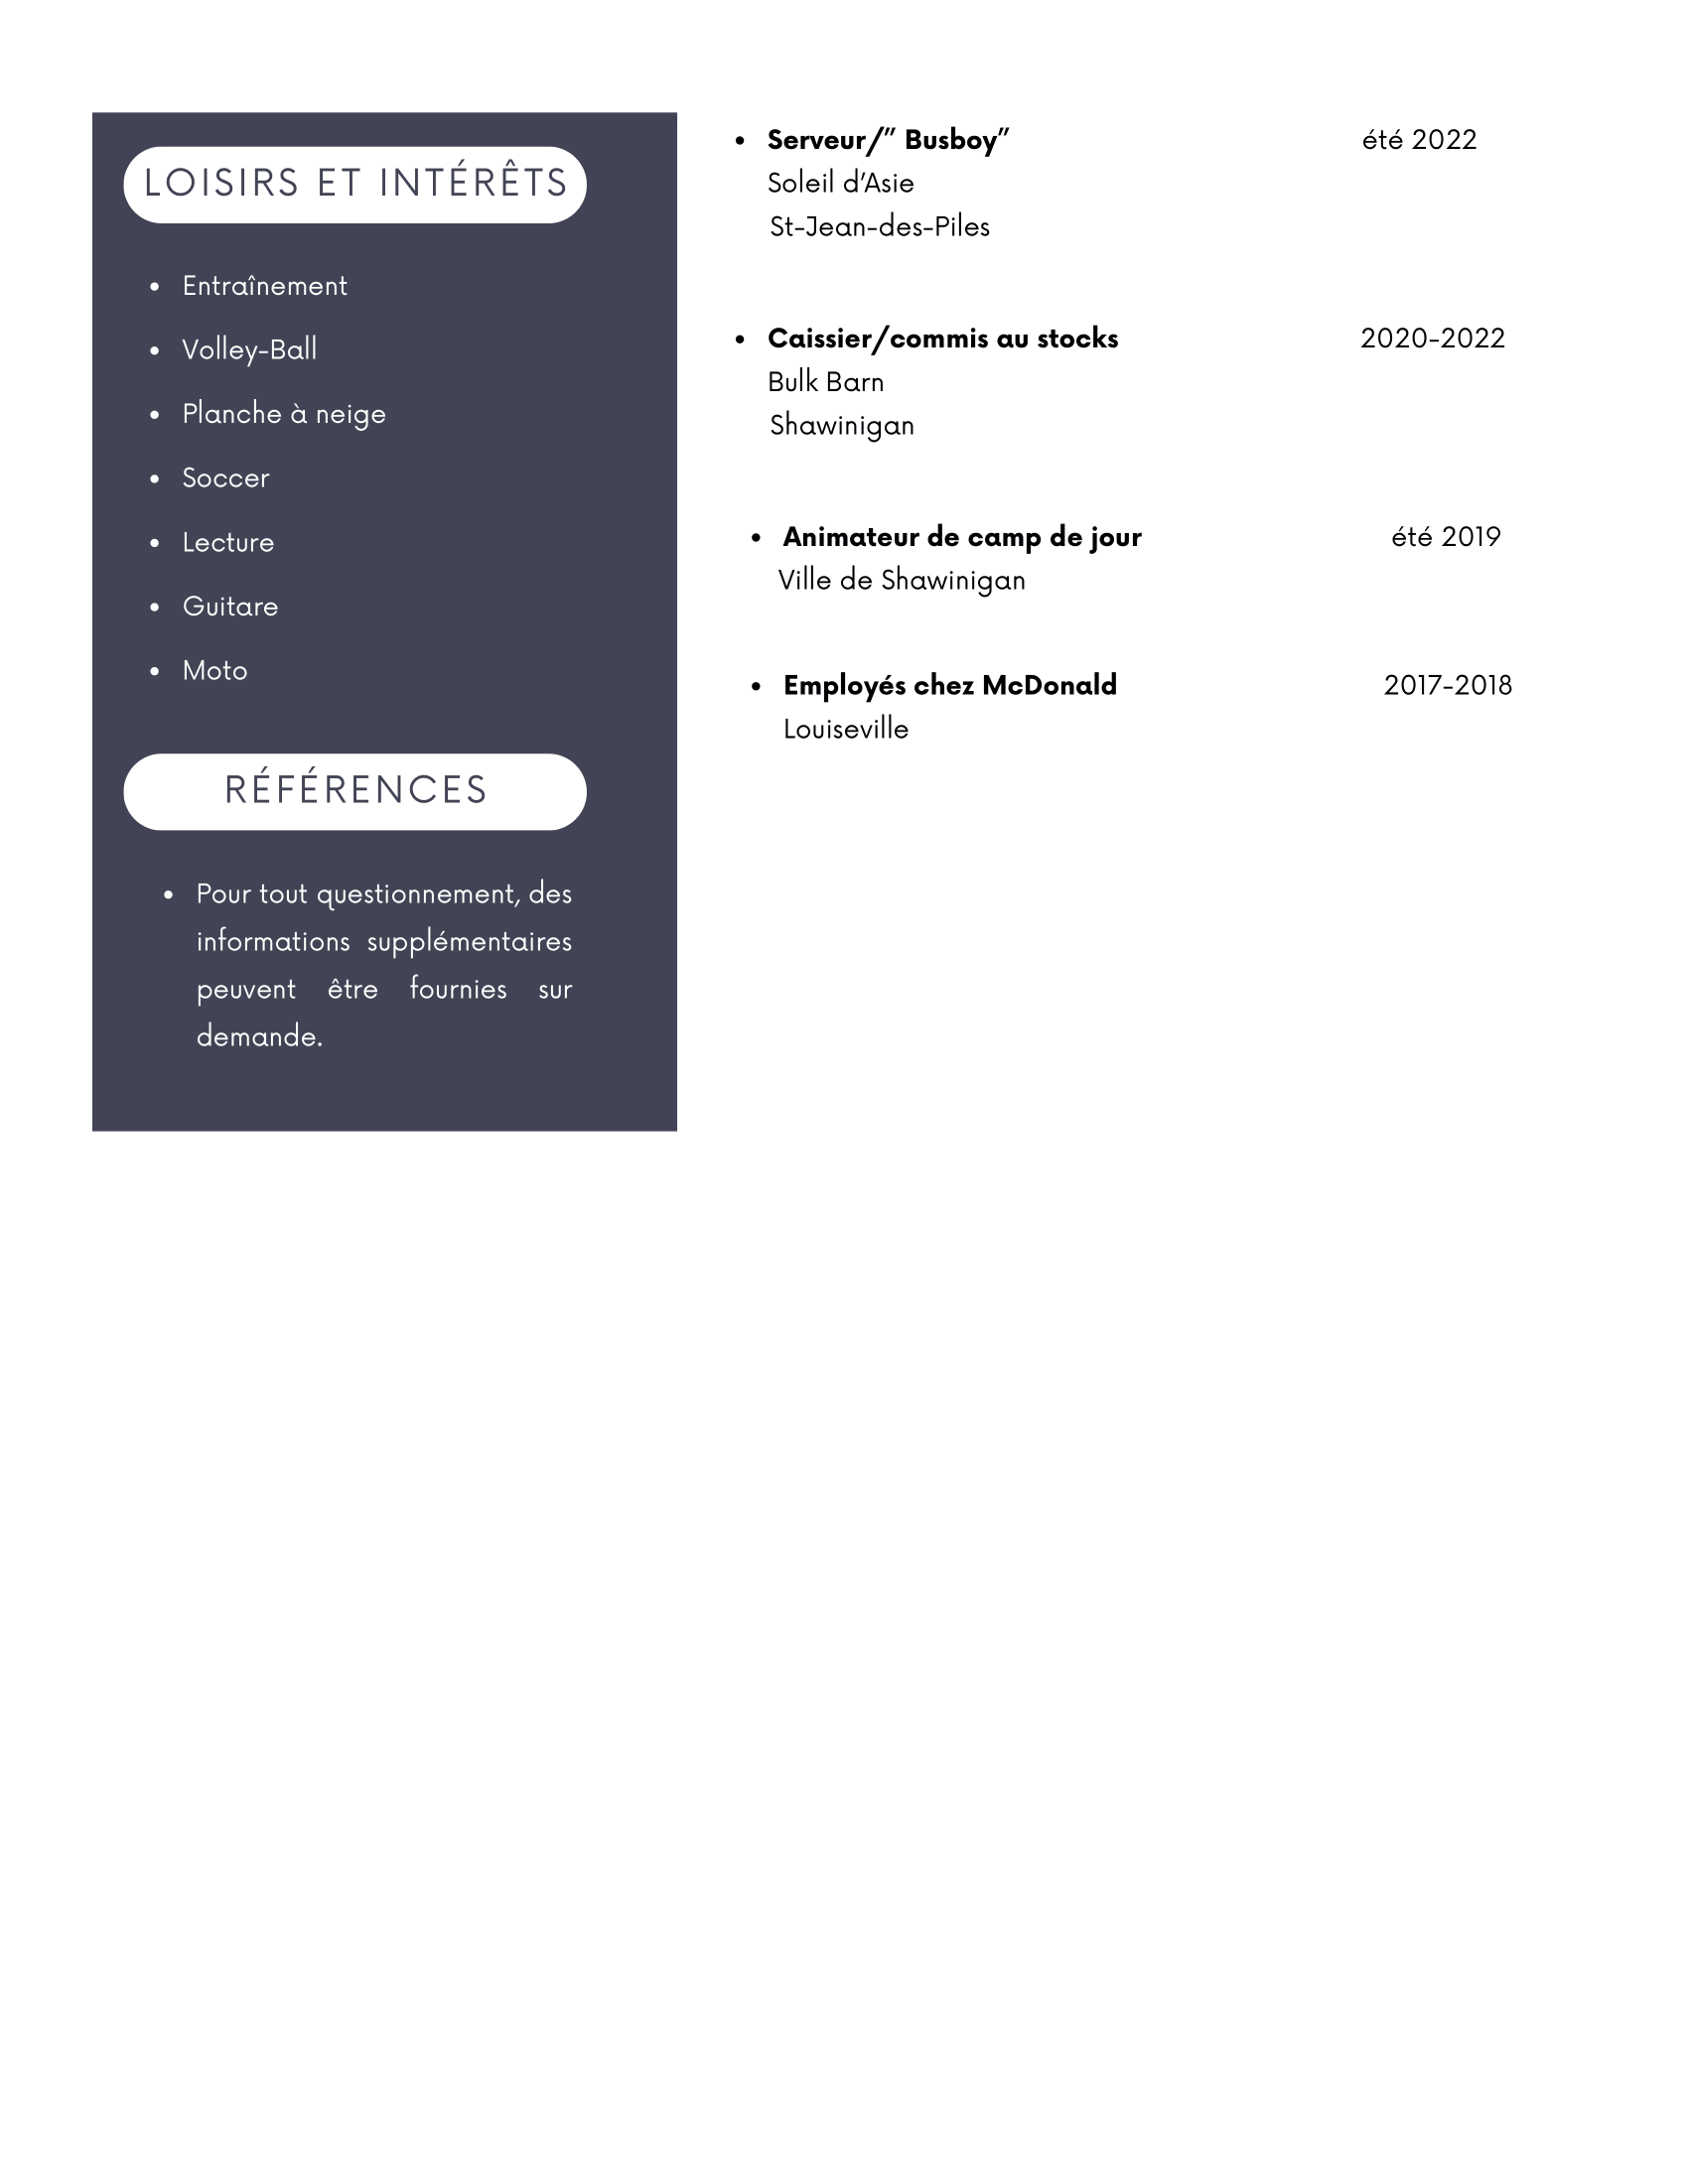 LOISIRS ET INTÉRÊTS
• Entraînement
• Volley-Ball
• Planche à neige
• Soccer
• Lecture
• Guitare
• Moto
RÉFÉRENCES
• Pour tout questionnement, des
informations supplémentaires
peuvent être fournies sur
demande.
• Serveur/” Busboy” été 2022
Soleil d’Asie
St-Jean-des-Piles
• Caissier/commis au stocks 2020-2022
Bulk Barn
Shawinigan
• Animateur de camp de jour été 2019
Ville de Shawinigan
• Employés chez McDonald 2017-2018
Louiseville